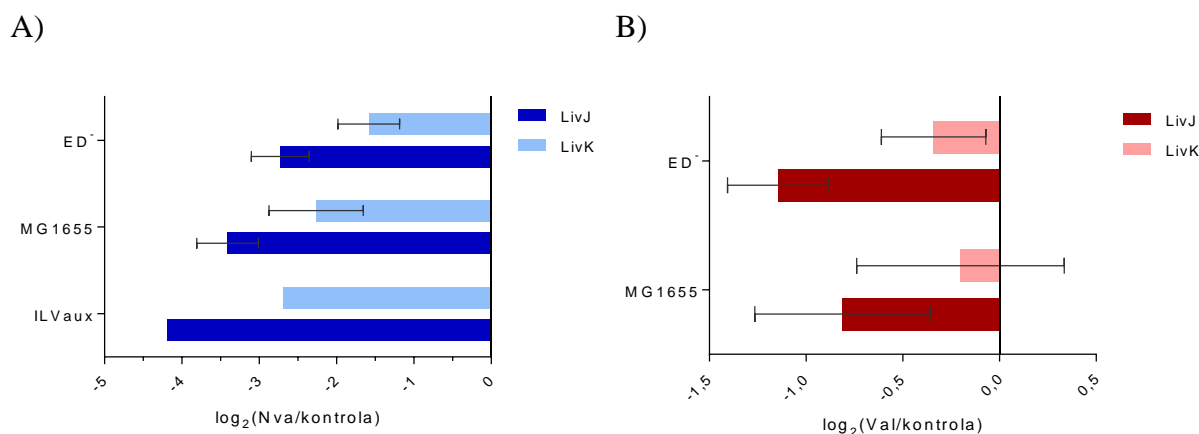 A)
ED⁻
MG1655
ILVaux
-5
-4
-3
-2
-1
0
log₂(Nva/kontrola)
LivJ
LivK
B)
ED⁻
MG1655
-1,5
-1,0
-0,5
0,0
0,5
log₂(Val/kontrola)
LivJ
LivK